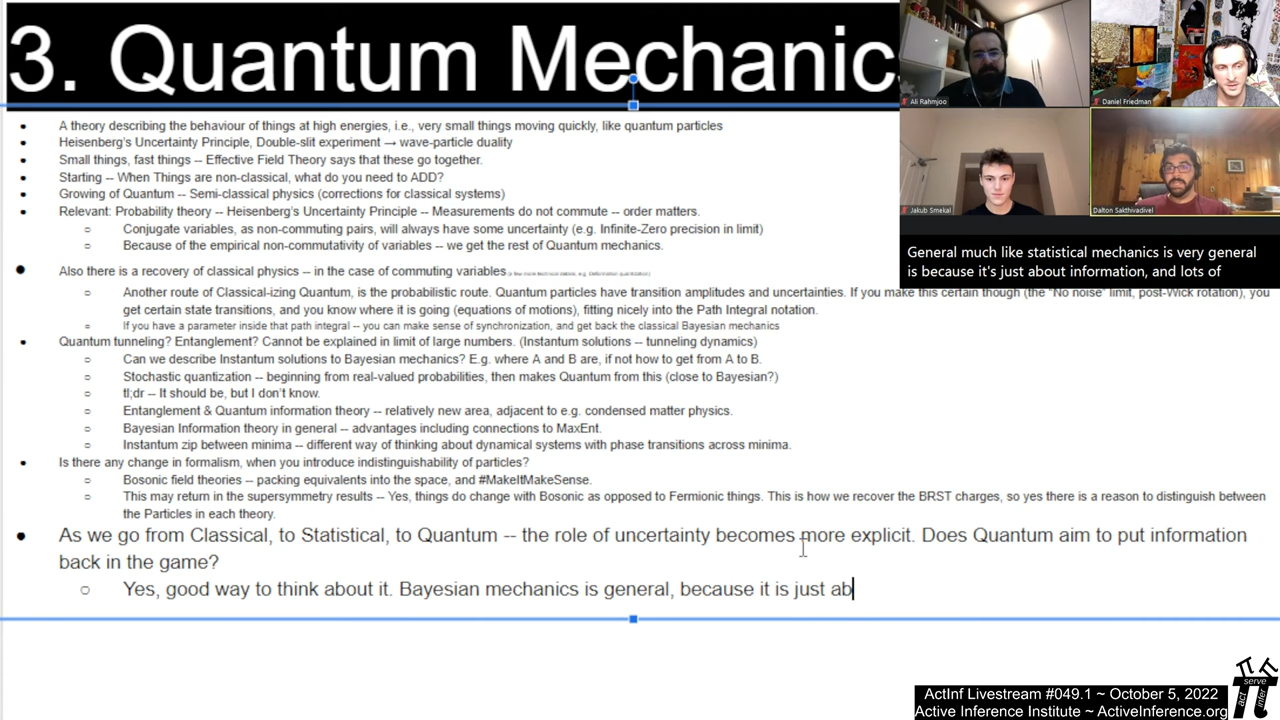 3. Quantum Mechanic
A theory describing the behaviour of things at high energies, i.e., very small things moving quickly, like quantum particles
Heisenberg's Uncertainty Principle, Double-slit experiment → wave-particle duality
Small things, fast things -- Effective Field Theory says that these go together.
Starting -- When Things are non-classical, what do you need to ADD?
Growing of Quantum -- Semi-classical physics (corrections for classical systems)
Relevant: Probability theory -- Heisenberg's Uncertainty Principle -- Measurements do not commute -- order matters.
Conjugate variables, as non-commuting pairs, will always have some uncertainty (e.g. Infinite-Zero precision in limit)
Because of the empirical non-commutativity of variables -- we get the rest of Quantum mechanics.
Also there is a recovery of classical physics -- in the case of commuting variables (a few more technical details, e.g. Deformation quantization)
Another route of Classical-izing Quantum, is the probabilistic route. Quantum particles have transition amplitudes and uncertainties. If you make this certain though (the "No noise" limit, post-Wick rotation), you
get certain state transitions, and you know where it is going (equations of motions), fitting nicely into the Path Integral notation.
If you have a parameter inside that path integral -- you can make sense of synchronization, and get back the classical Bayesian mechanics
Quantum tunneling? Entanglement? Cannot be explained in limit of large numbers. (Instantum solutions -- tunneling dynamics)
Can we describe Instantum solutions to Bayesian mechanics? E.g. where A and B are, if not how to get from A to B.
Stochastic quantization -- beginning from real-valued probabilities, then makes Quantum from this (close to Bayesian?)
tl;dr -- It should be, but I don't know.
Entanglement & Quantum information theory -- relatively new area, adjacent to e.g. condensed matter physics.
Bayesian Information theory in general -- advantages including connections to MaxEnt.
Instantum zip between minima -- different way of thinking about dynamical systems with phase transitions across minima.
Is there any change in formalism, when you introduce indistinguishability of particles?
Bosonic field theories -- packing equivalents into the space, and #MakeItMakeSense.
This may return in the supersymmetry results -- Yes, things do change with Bosonic as opposed to Fermionic things. This is how we recover the BRST charges, so yes there is a reason to distinguish between
the Particles in each theory.
As we go from Classical, to Statistical, to Quantum -- the role of uncertainty becomes more explicit. Does Quantum aim to put information
back in the game?
Yes, good way to think about it. Bayesian mechanics is general, because it is just ab
Ali Rahmjoo
Daniel Friedman
Jakub Smekal
Dalton Sakthivadivel
General much like statistical mechanics is very general
is because it's just about information, and lots of
ActInf Livestream #049.1 ~ October 5, 2022
Active Inference Institute ~ ActiveInference.org
serve
act
infer